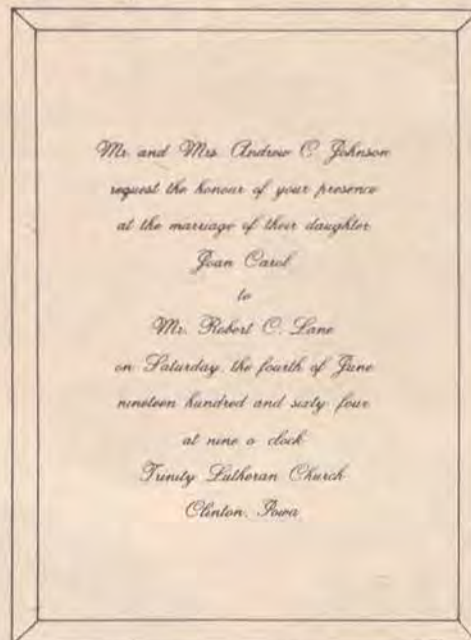 Mr. and Mrs. Andrew C. Johnson
request the honour of your presence
at the marriage of their daughter
Joan Carol
to
Mr. Robert C. Lane
on Saturday, the fourth of June
nineteen hundred and sixty four
at nine o clock
Trinity Lutheran Church
Clinton, Iowa